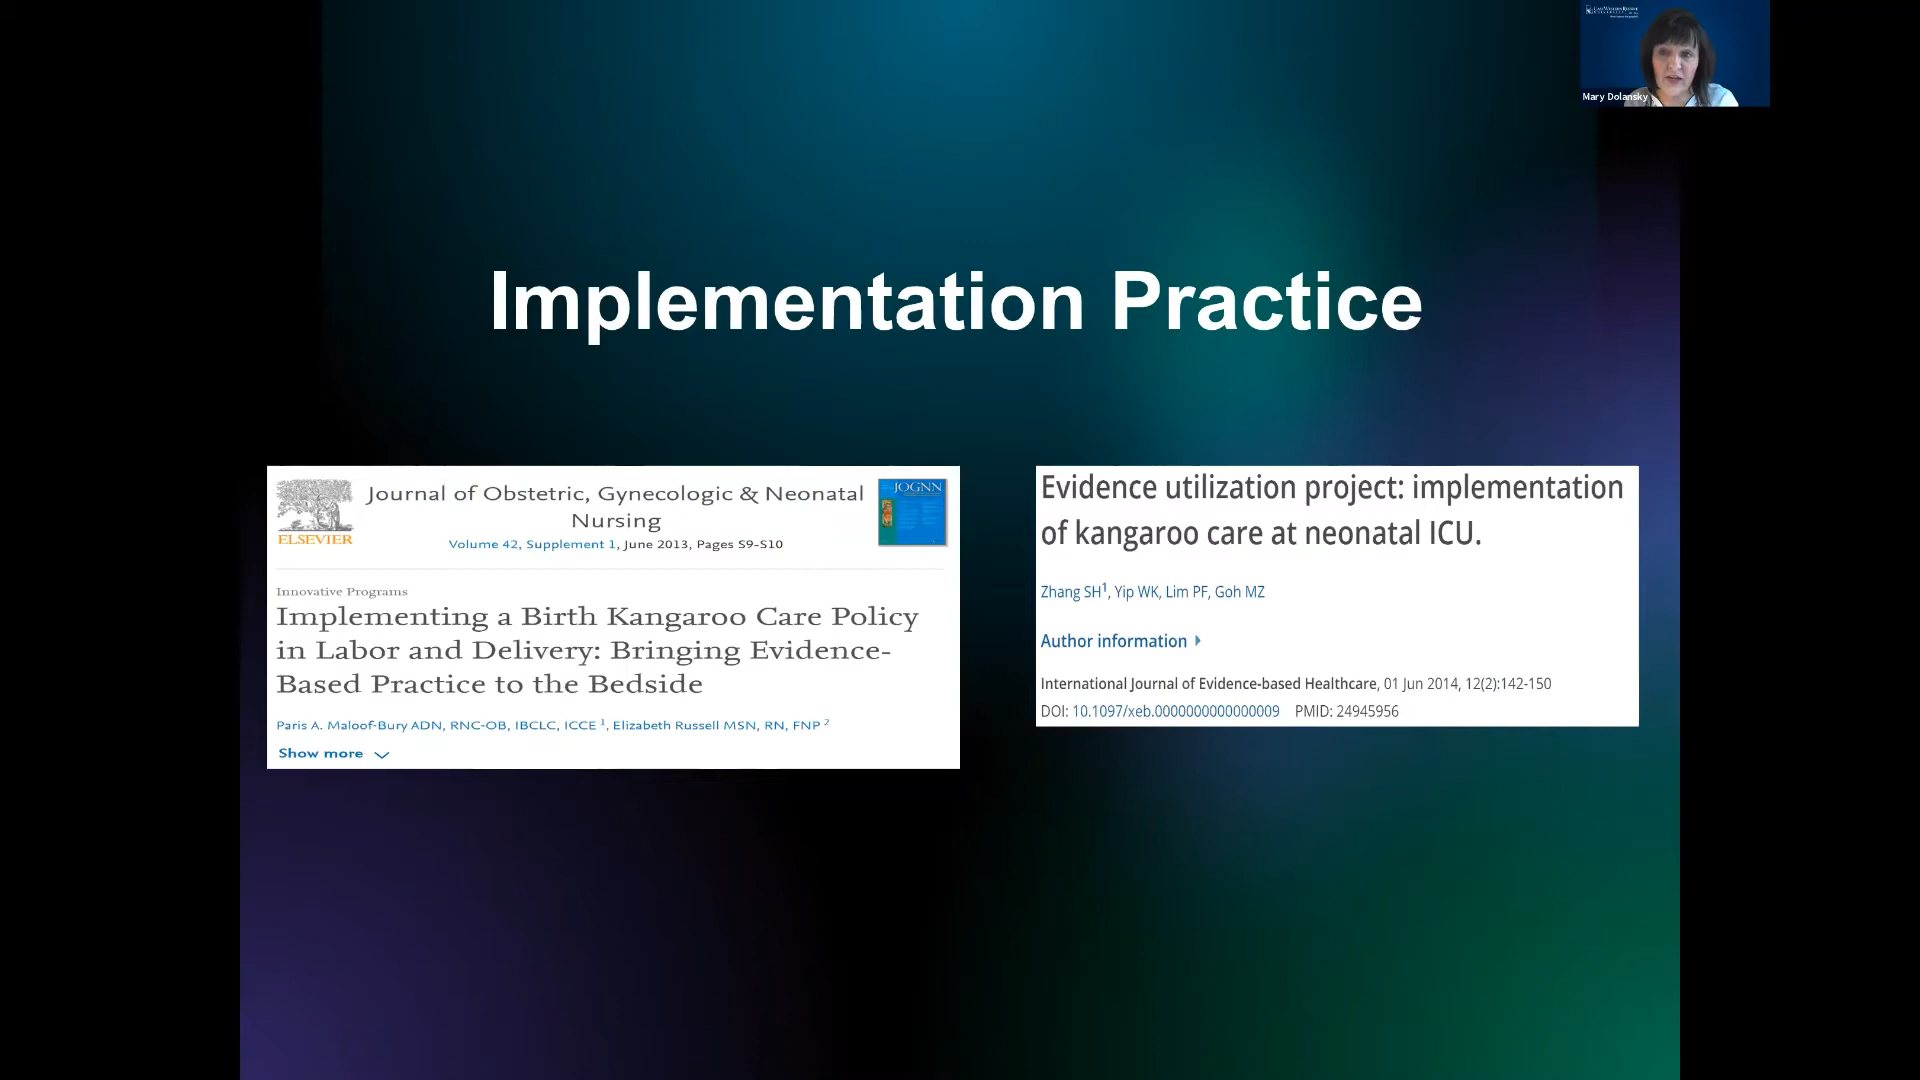 CASE WESTERN RESERVE
Mary Dolansky
Implementation Practice
Journal of Obstetric, Gynecologic & Neonatal
Nursing
Volume 42, Supplement 1, June 2013, Pages S9-S10
ELSEVIER
JOGNN
Innovative Programs
Implementing a Birth Kangaroo Care Policy
in Labor and Delivery: Bringing Evidence-
Based Practice to the Bedside
Paris A. Maloof-Bury ADN, RNC-OB, IBCLC, ICCE 1, Elizabeth Russell MSN, RN, FNP 2
Show more
Evidence utilization project: implementation
of kangaroo care at neonatal ICU.
Zhang SH1, Yip WK, Lim PF, Goh MZ
Author information
International Journal of Evidence-based Healthcare, 01 Jun 2014, 12(2):142-150
DOI: 10.1097/xeb.0000000000000009 PMID: 24945956